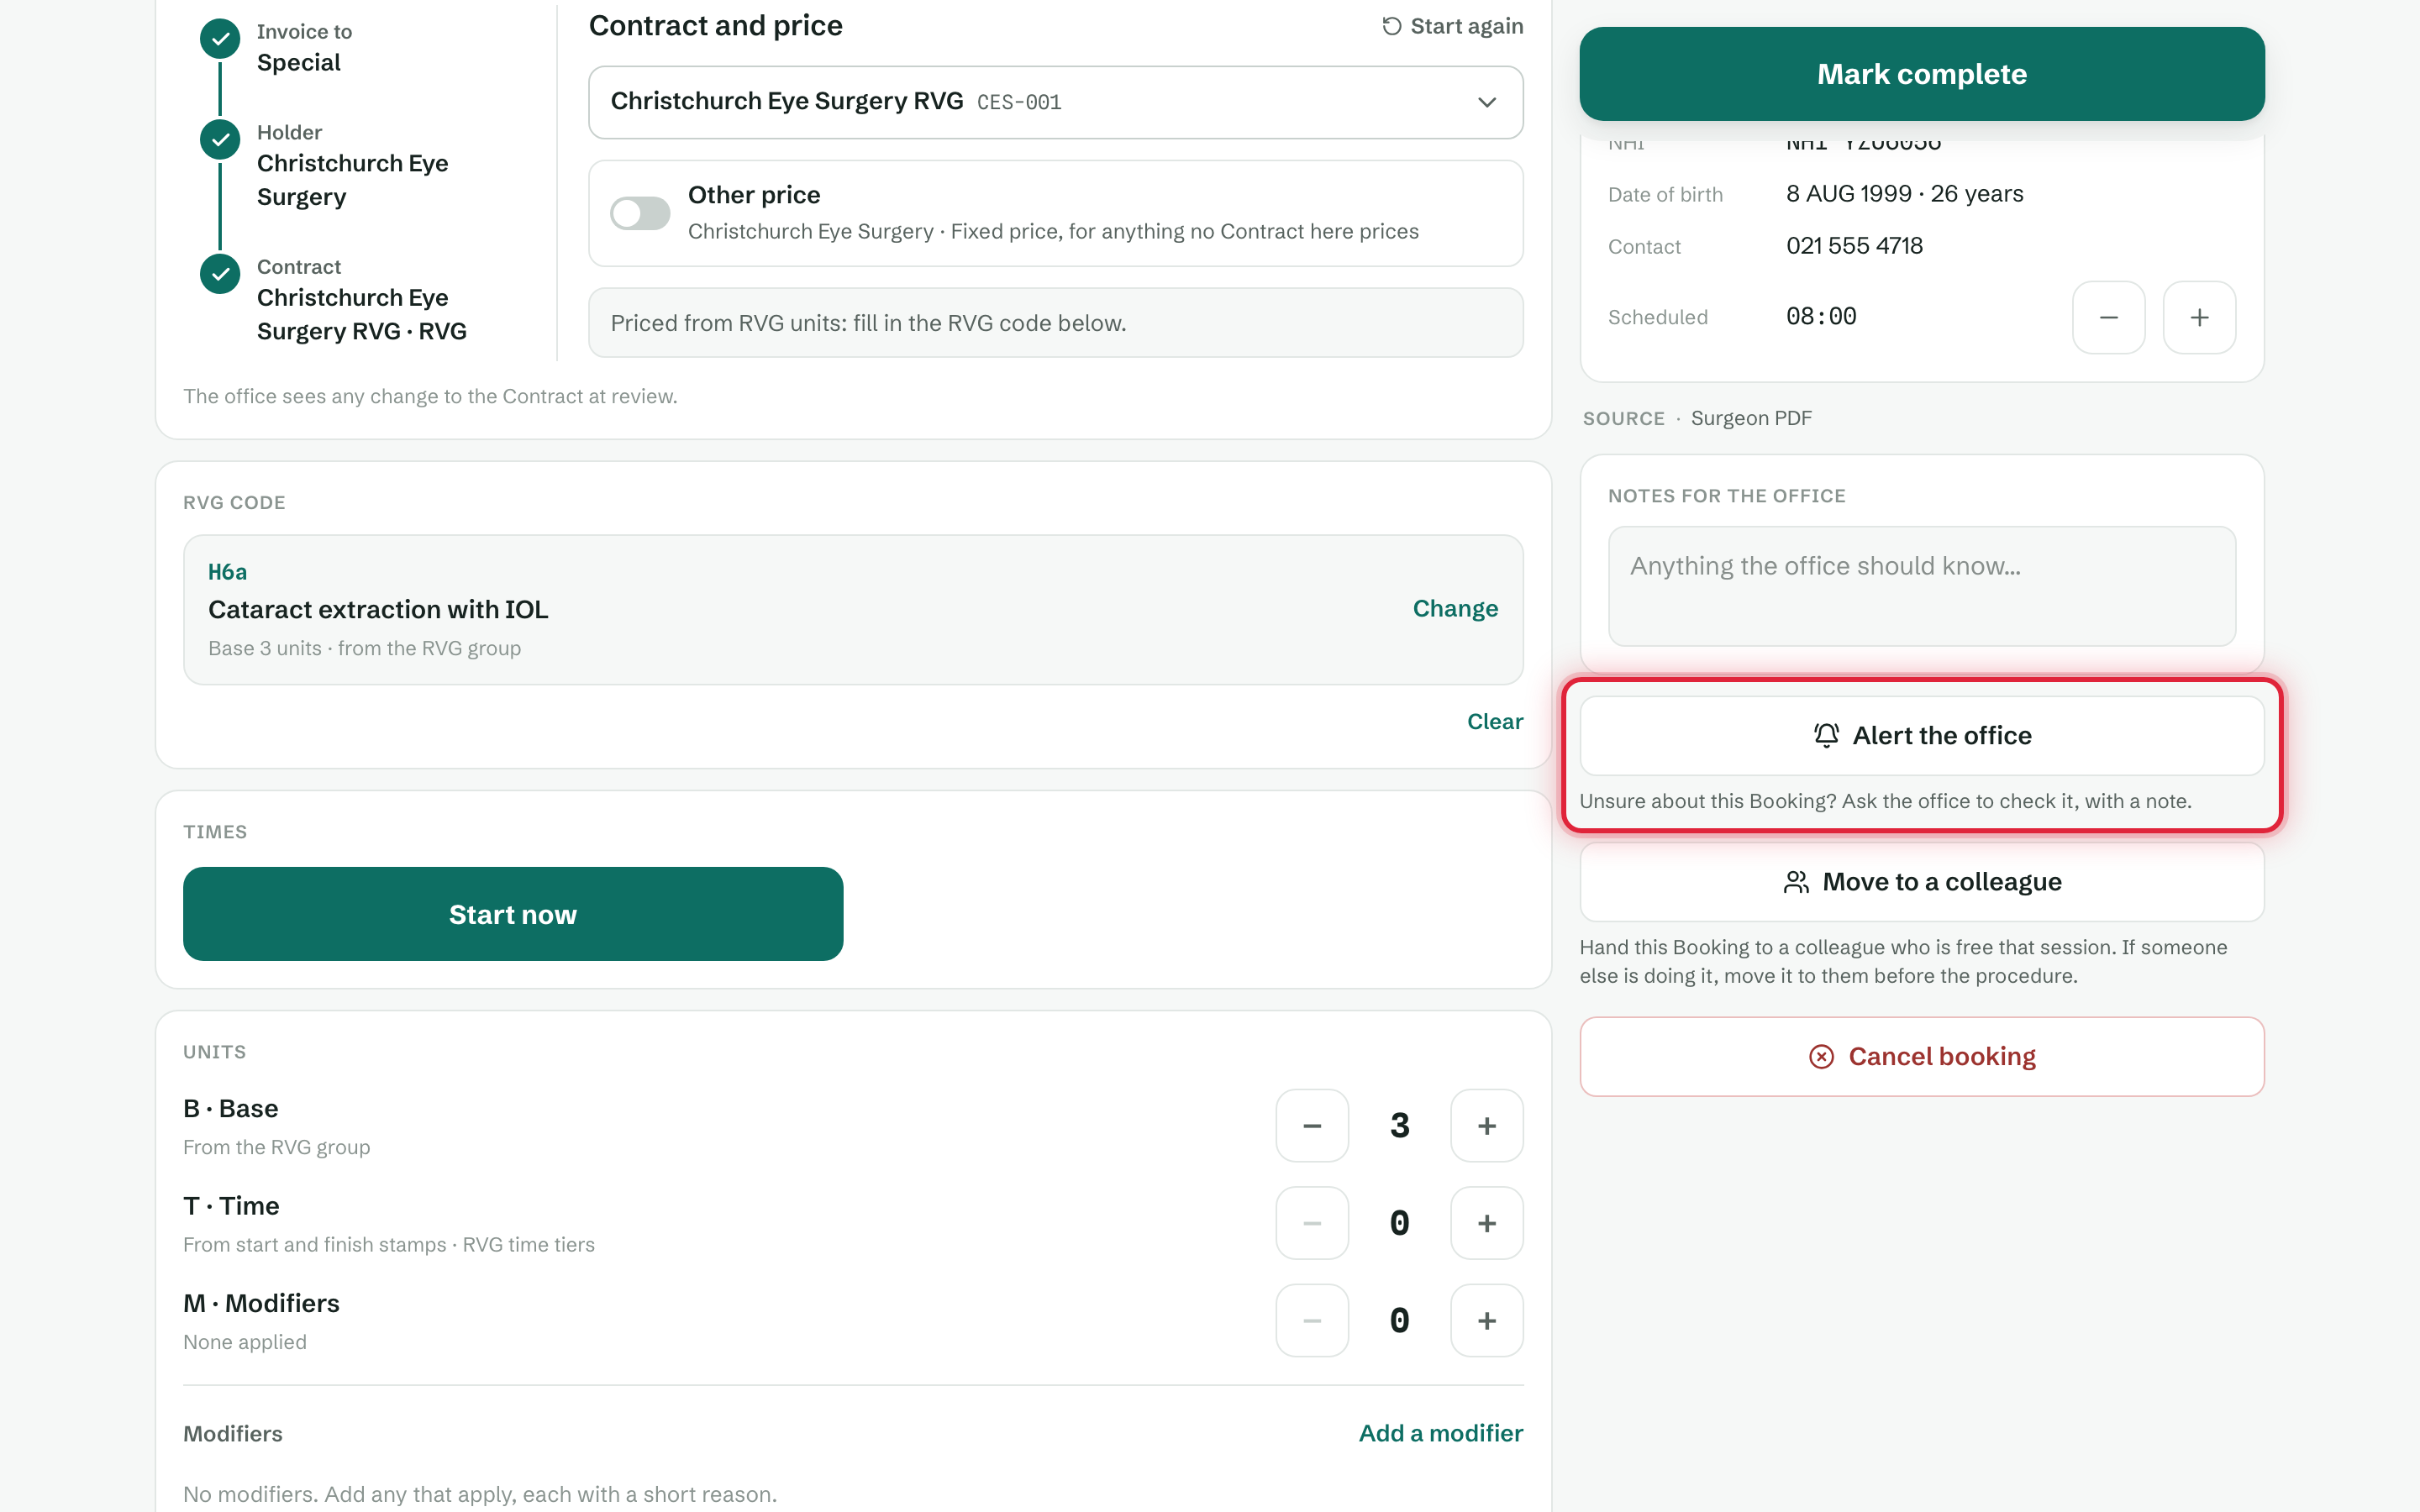 Invoice to
Special
Holder
Christchurch Eye
Surgery
Contract
Christchurch Eye
Surgery RVG · RVG
Contract and price
Start again
Christchurch Eye Surgery RVG CES-001
Other price
Christchurch Eye Surgery · Fixed price, for anything no Contract here prices
Priced from RVG units: fill in the RVG code below.
The office sees any change to the Contract at review.
RVG CODE
H6a
Cataract extraction with IOL
Base 3 units · from the RVG group
Change
Clear
TIMES
Start now
UNITS
B · Base
From the RVG group
− 3 +
T · Time
From start and finish stamps · RVG time tiers
− 0 +
M · Modifiers
None applied
− 0 +
Modifiers
Add a modifier
No modifiers. Add any that apply, each with a short reason.
Mark complete
NHI
Date of birth 8 AUG 1999 · 26 years
Contact 021 555 4718
Scheduled 08:00 − +
SOURCE · Surgeon PDF
NOTES FOR THE OFFICE
Anything the office should know…
Alert the office
Unsure about this Booking? Ask the office to check it, with a note.
Move to a colleague
Hand this Booking to a colleague who is free that session. If someone
else is doing it, move it to them before the procedure.
Cancel booking